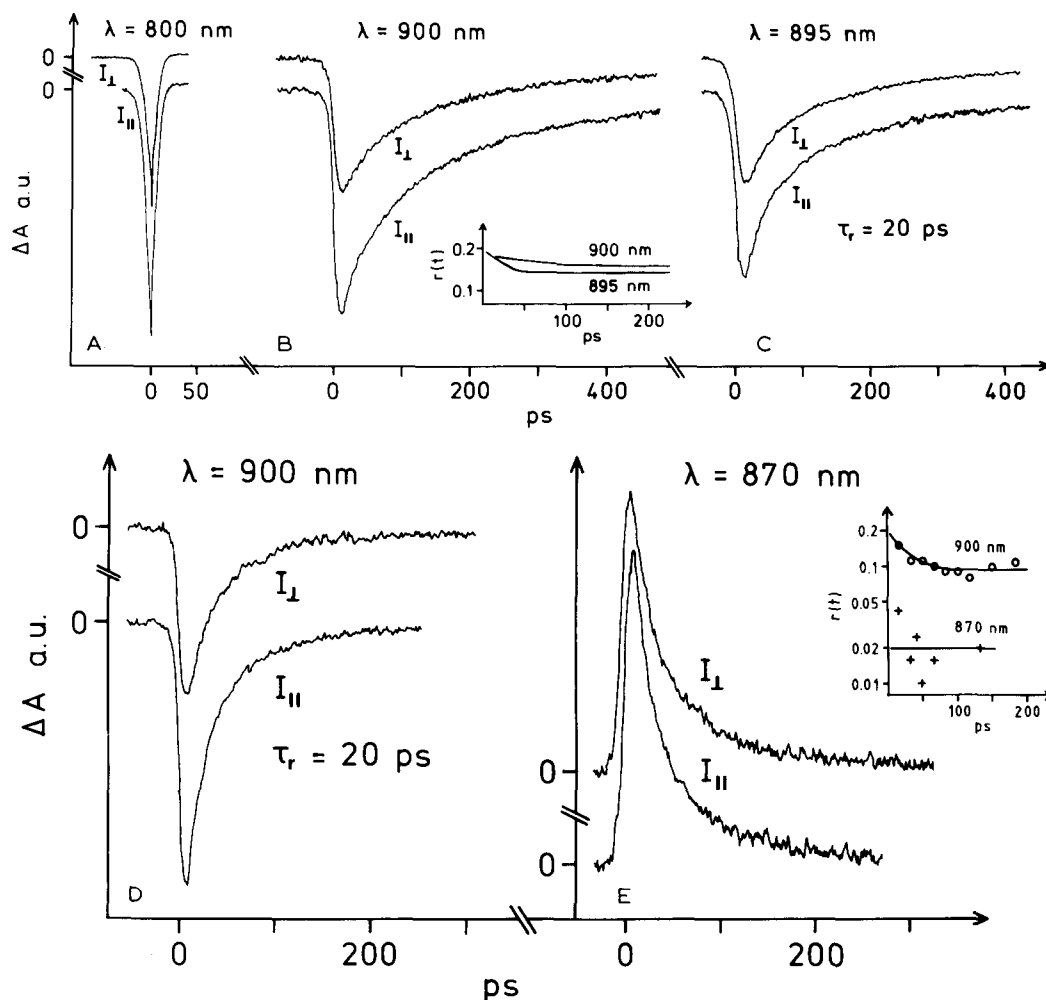 λ = 800 nm
λ = 900 nm
λ = 895 nm
0
0
I⊥
I||
I⊥
I||
I⊥
I||
ΔA a.u.
τr = 20 ps
r(t)
0.2
0.1
900 nm
895 nm
100
200
ps
A
B
C
0 50
0 200 400
0 200 400
ps
λ = 900 nm
λ = 870 nm
0
0
I⊥
I||
ΔA a.u.
τr = 20 ps
D
0
0
I⊥
I||
E
r(t)
0.2
0.1
0.05
0.02
0.01
900 nm
870 nm
100
200
ps
0 200
0 200
ps